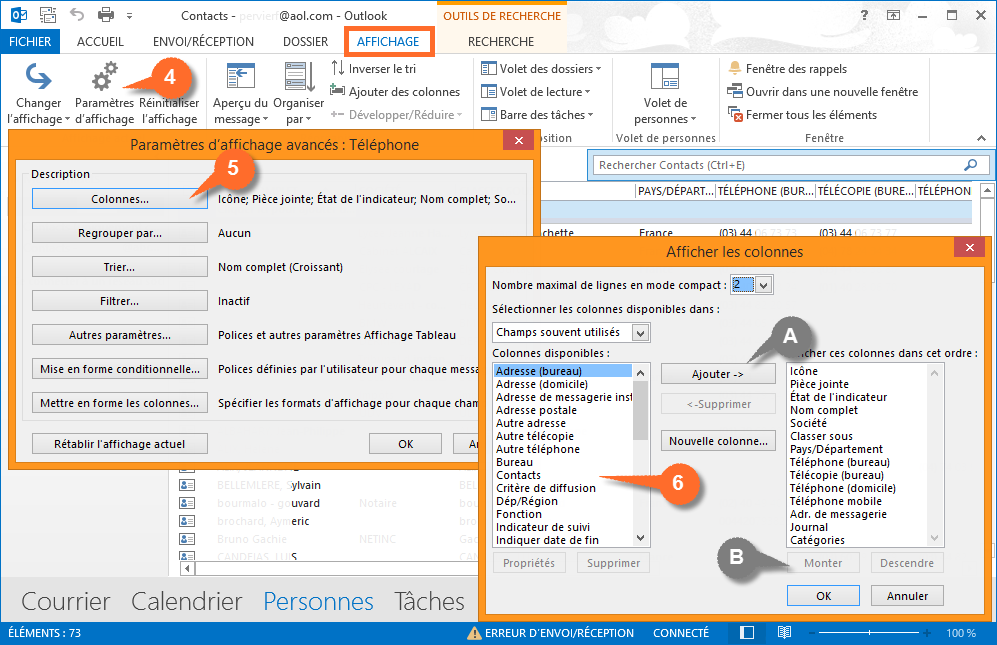 Contacts - pervierf@aol.com - Outlook
OUTILS DE RECHERCHE
FICHIER
ACCUEIL
ENVOI/RÉCEPTION
DOSSIER
AFFICHAGE
RECHERCHE
Changer l'affichage
Paramètres d'affichage
4
Réinitialiser l'affichage
Aperçu du message
Organiser par
Inverser le tri
Ajouter des colonnes
Développer/Réduire
Volet des dossiers
Volet de lecture
Barre des tâches
Volet de personnes
Volet de personnes
Fenêtre des rappels
Ouvrir dans une nouvelle fenêtre
Fermer tous les éléments
Fenêtre
Rechercher Contacts (Ctrl+E)
PAYS/DÉPART...
TÉLÉPHONE (BUR...
TÉLÉCOPIE (BURE...
TÉLÉPHON
France
(03) 44 06 73 73
(03) 44
Paramètres d'affichage avancés : Téléphone
5
Description
Colonnes...
Icône; Pièce jointe; État de l'indicateur; Nom complet; So...
Regrouper par...
Aucun
Trier...
Nom complet (Croissant)
Filtrer...
Inactif
Autres paramètres...
Polices et autres paramètres Affichage Tableau
Mise en forme conditionnelle...
Polices définies par l'utilisateur pour chaque
Mettre en forme les colonnes...
Spécifier les formats d'affichage pour chaque
Rétablir l'affichage actuel
OK
Afficher les colonnes
Nombre maximal de lignes en mode compact :
2
Sélectionner les colonnes disponibles dans :
Champs souvent utilisés
Colonnes disponibles :
Adresse (bureau)
Adresse (domicile)
Adresse de messagerie inst
Adresse postale
Autre adresse
Autre télécopie
Autre téléphone
Bureau
Contacts
Critère de diffusion
Dép/Région
Fonction
Indicateur de suivi
Indiquer date de fin
6
Propriétés
Supprimer
A
Ajouter ->
<-Supprimer
Nouvelle colonne...
cher ces colonnes dans cet ordre :
Icône
Pièce jointe
État de l'indicateur
Nom complet
Société
Classer sous
Pays/Département
Téléphone (bureau)
Télécopie (bureau)
Téléphone (domicile)
Téléphone mobile
Adr. de messagerie
Journal
Catégories
B
Monter
Descendre
OK
Annuler
BELLEMLERE, Sylvain
bourmalo - gouvard
Notaire
brochard, Aymeric
Bruno Gachie
NETINC
CANDEIAS, LUIS
Courrier
Calendrier
Personnes
Tâches
ÉLÉMENTS : 73
ERREUR D'ENVOI/RÉCEPTION
CONNECTÉ
100 %